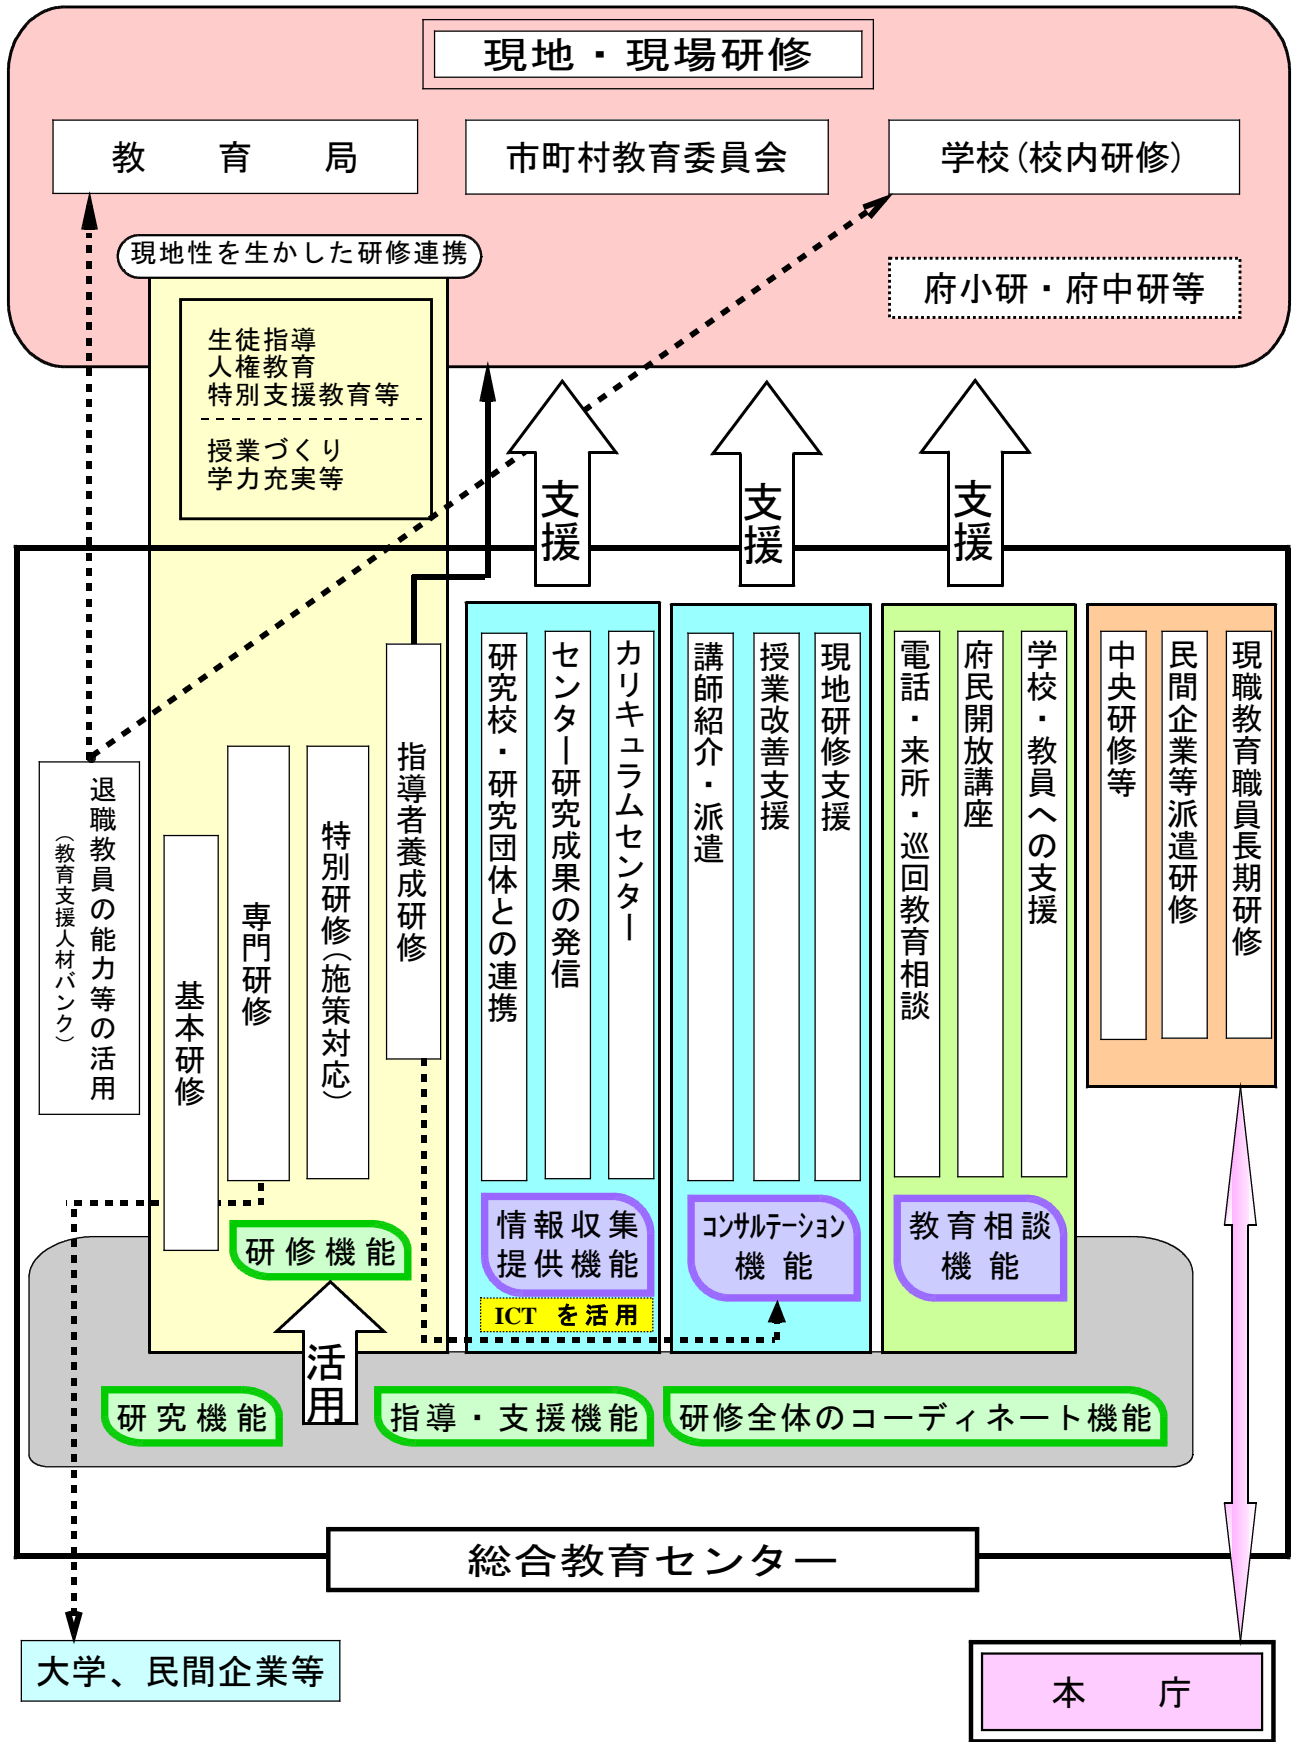 現地・現場研修
教　育　局
市町村教育委員会
学校（校内研修）
現地性を生かした研修連携
府小研・府中研等
生徒指導
人権教育
特別支援教育等
授業づくり
学力充実等
支援
支援
支援
退職教員の能力等の活用
（教育支援人材バンク）
基本研修
専門研修
特別研修（施策対応）
指導者養成研修
研究校・研究団体との連携
センター研究成果の発信
カリキュラムセンター
講師紹介・派遣
授業改善支援
現地研修支援
電話・来所・巡回教育相談
府民開放講座
学校・教員への支援
中央研修等
民間企業等派遣研修
現職教育職員長期研修
研修機能
情報収集
提供機能
コンサルテーション
機能
教育相談
機能
ICT を活用
活用
研究機能
指導・支援機能
研修全体のコーディネート機能
総合教育センター
大学、民間企業等
本　庁